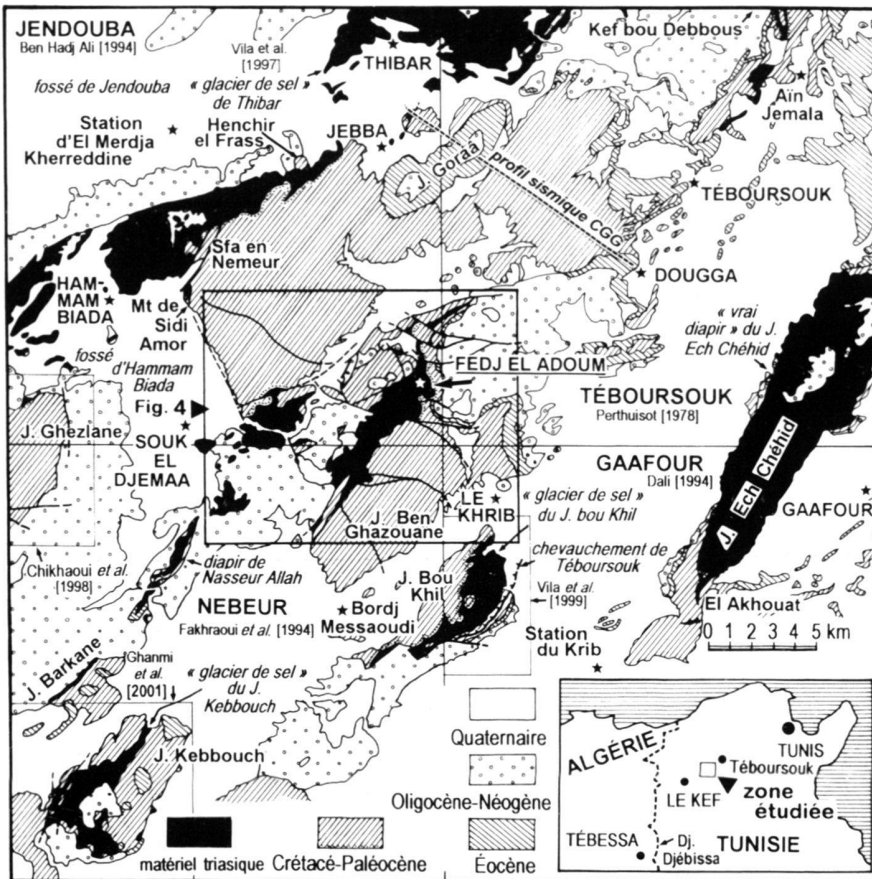 JENDOUBA
Ben Hadj Ali [1994]
fossé de Jendouba
Vila et al.
[1997]
« glacier de sel »
de Thibar
THIBAR
Kef bou Debbous
Aïn
Jemala
Station
d'El Merdja
Kherreddine
Henchir
el Frass
JEBBA
J. Goraâ
profil sismique CGG
TÉBOURSOUK
DOUGGA
Sfa en
Nemeur
HAM-
MAM
BIADA
Mt de
Sidi
Amor
fossé
d'Hammam
Biada
Fig. 4
« vrai
diapir » du J.
Ech Chéhid
FEDJ EL ADOUM
TÉBOURSOUK
Perthuisot [1978]
J. Ghezlane
SOUK
EL
DJEMAA
GAAFOUR
Dali [1994]
J. Ech Chéhid
GAAFOUR
LE
KHRIB
« glacier de sel »
du J. bou Khil
J. Ben
Ghazouane
chevauchement de
Téboursouk
Chikhaoui et al.
[1998]
diapir de
Nasseur Allah
J. Bou
Khil
Vila et al.
[1999]
NEBEUR
Fakhraoui et al. [1994]
Bordj
Messaoudi
El Akhouat
0 1 2 3 4 5 km
Station
du Krib
J. Barkane
Ghanmi
et al.
[2001]
« glacier de sel »
du J.
Kebbouch
J. Kebbouch
Quaternaire
Oligocène-Néogène
matériel triasique
Crétacé-Paléocène
Éocène
ALGÉRIE
TUNIS
Téboursouk
LE KEF
zone
étudiée
TÉBESSA
Dj.
Djébissa
TUNISIE